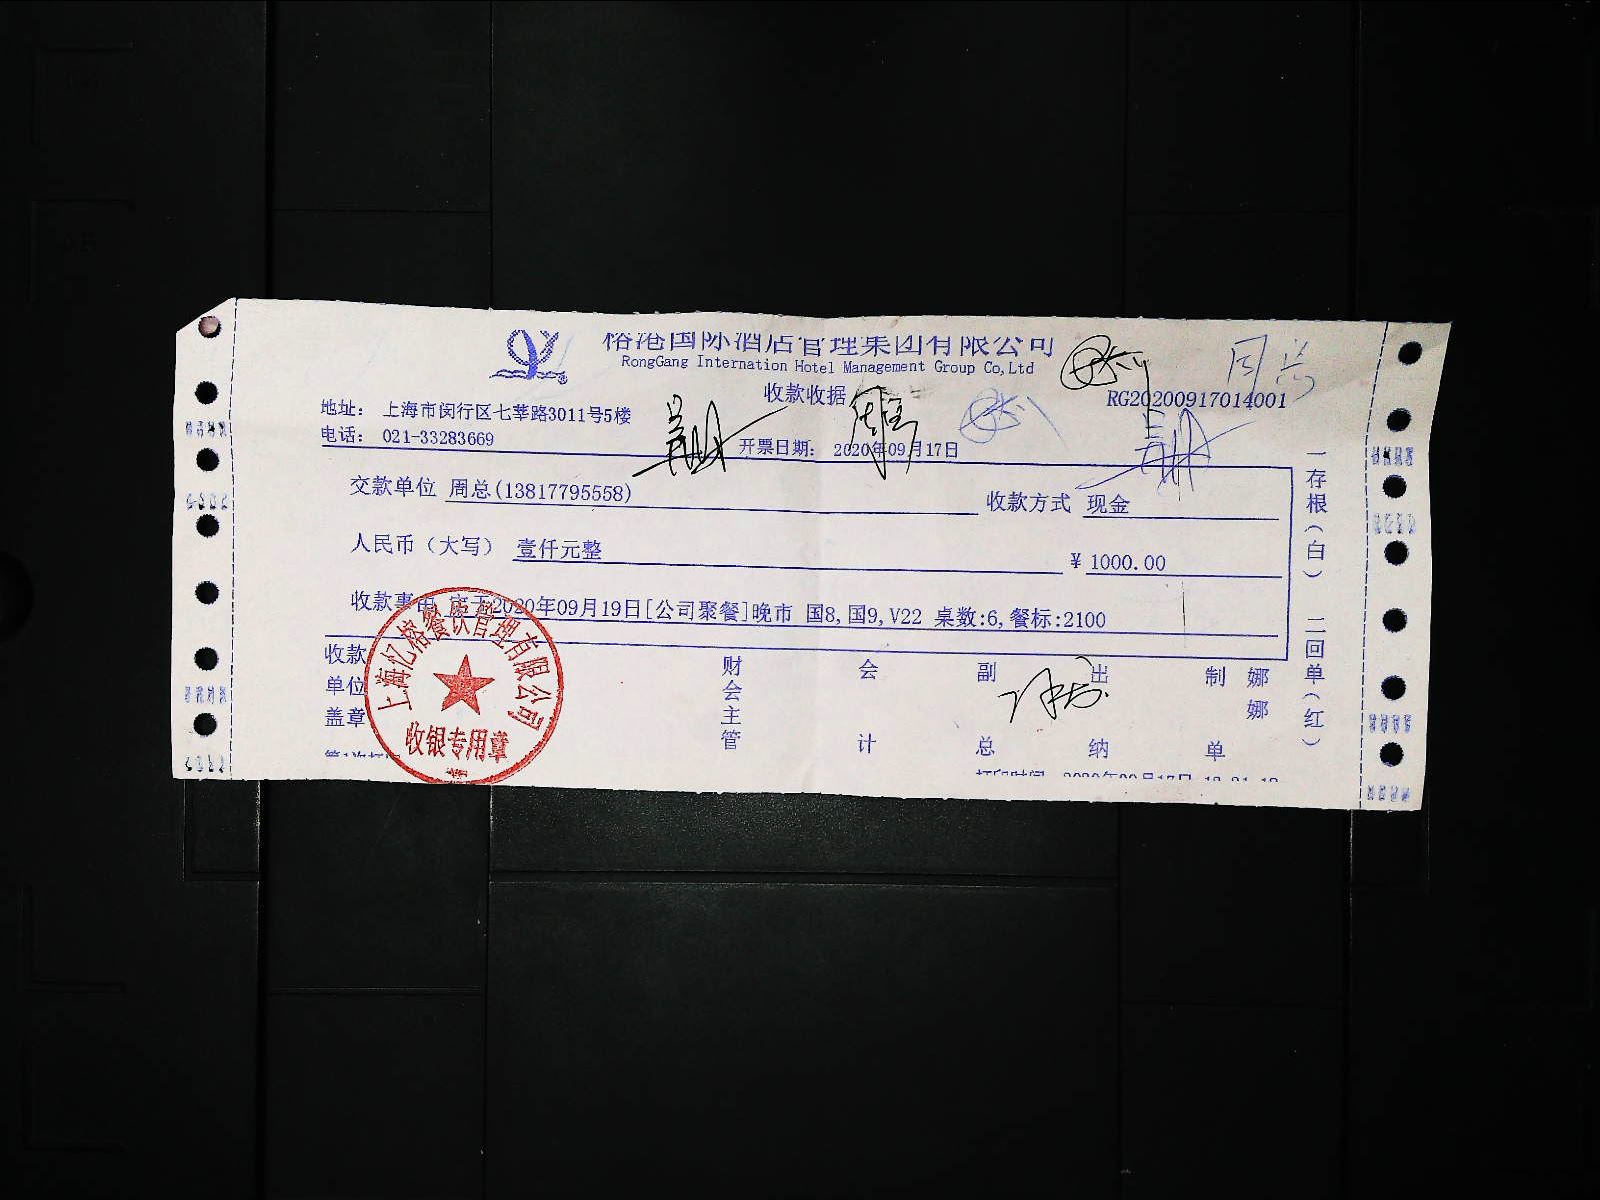 榕港国际酒店管理集团有限公司
RongGang Internation Hotel Management Group Co,Ltd
收款收据
RG20200917014001
周总
地址： 上海市闵行区七莘路3011号5楼
电话： 021-33283669
开票日期： 2020年09月17日
交款单位 周总(13817795558)
收款方式 现金
人民币（大写） 壹仟元整
¥ 1000.00
收款事由 店于2020年09月19日[公司聚餐]晚市 国8,国9,V22 桌数:6,餐标:2100
收款单位盖章
财会主管
会计
副总
出纳
制单
娜娜
一存根（白） 二回单（红）
上海亿榕餐饮管理有限公司
收银专用章